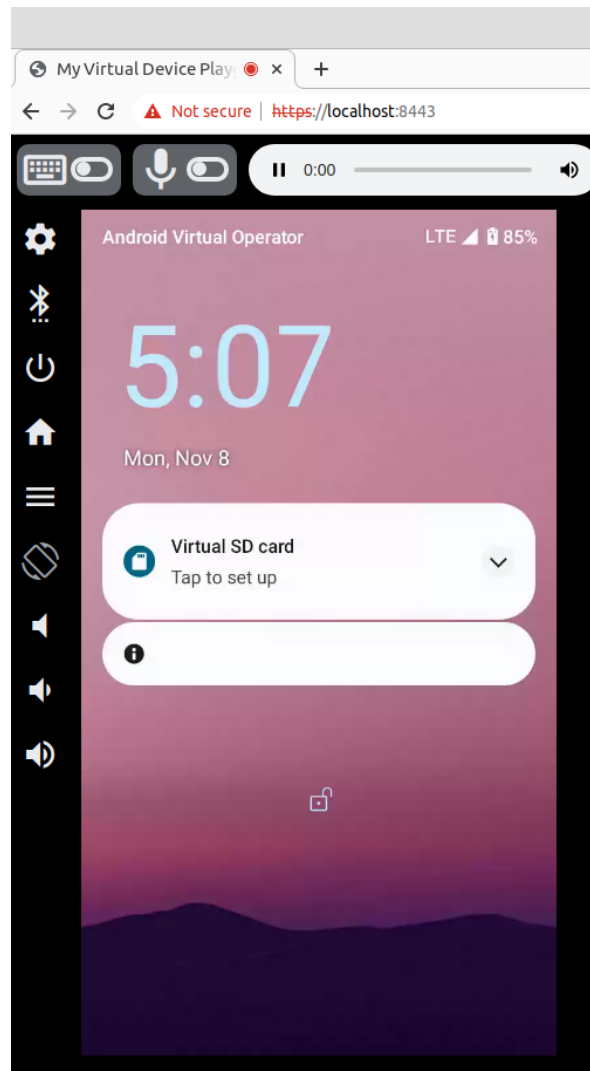 My Virtual Device Play
Not secure | https://localhost:8443
0:00
Android Virtual Operator LTE 85%
5:07
Mon, Nov 8
Virtual SD card
Tap to set up